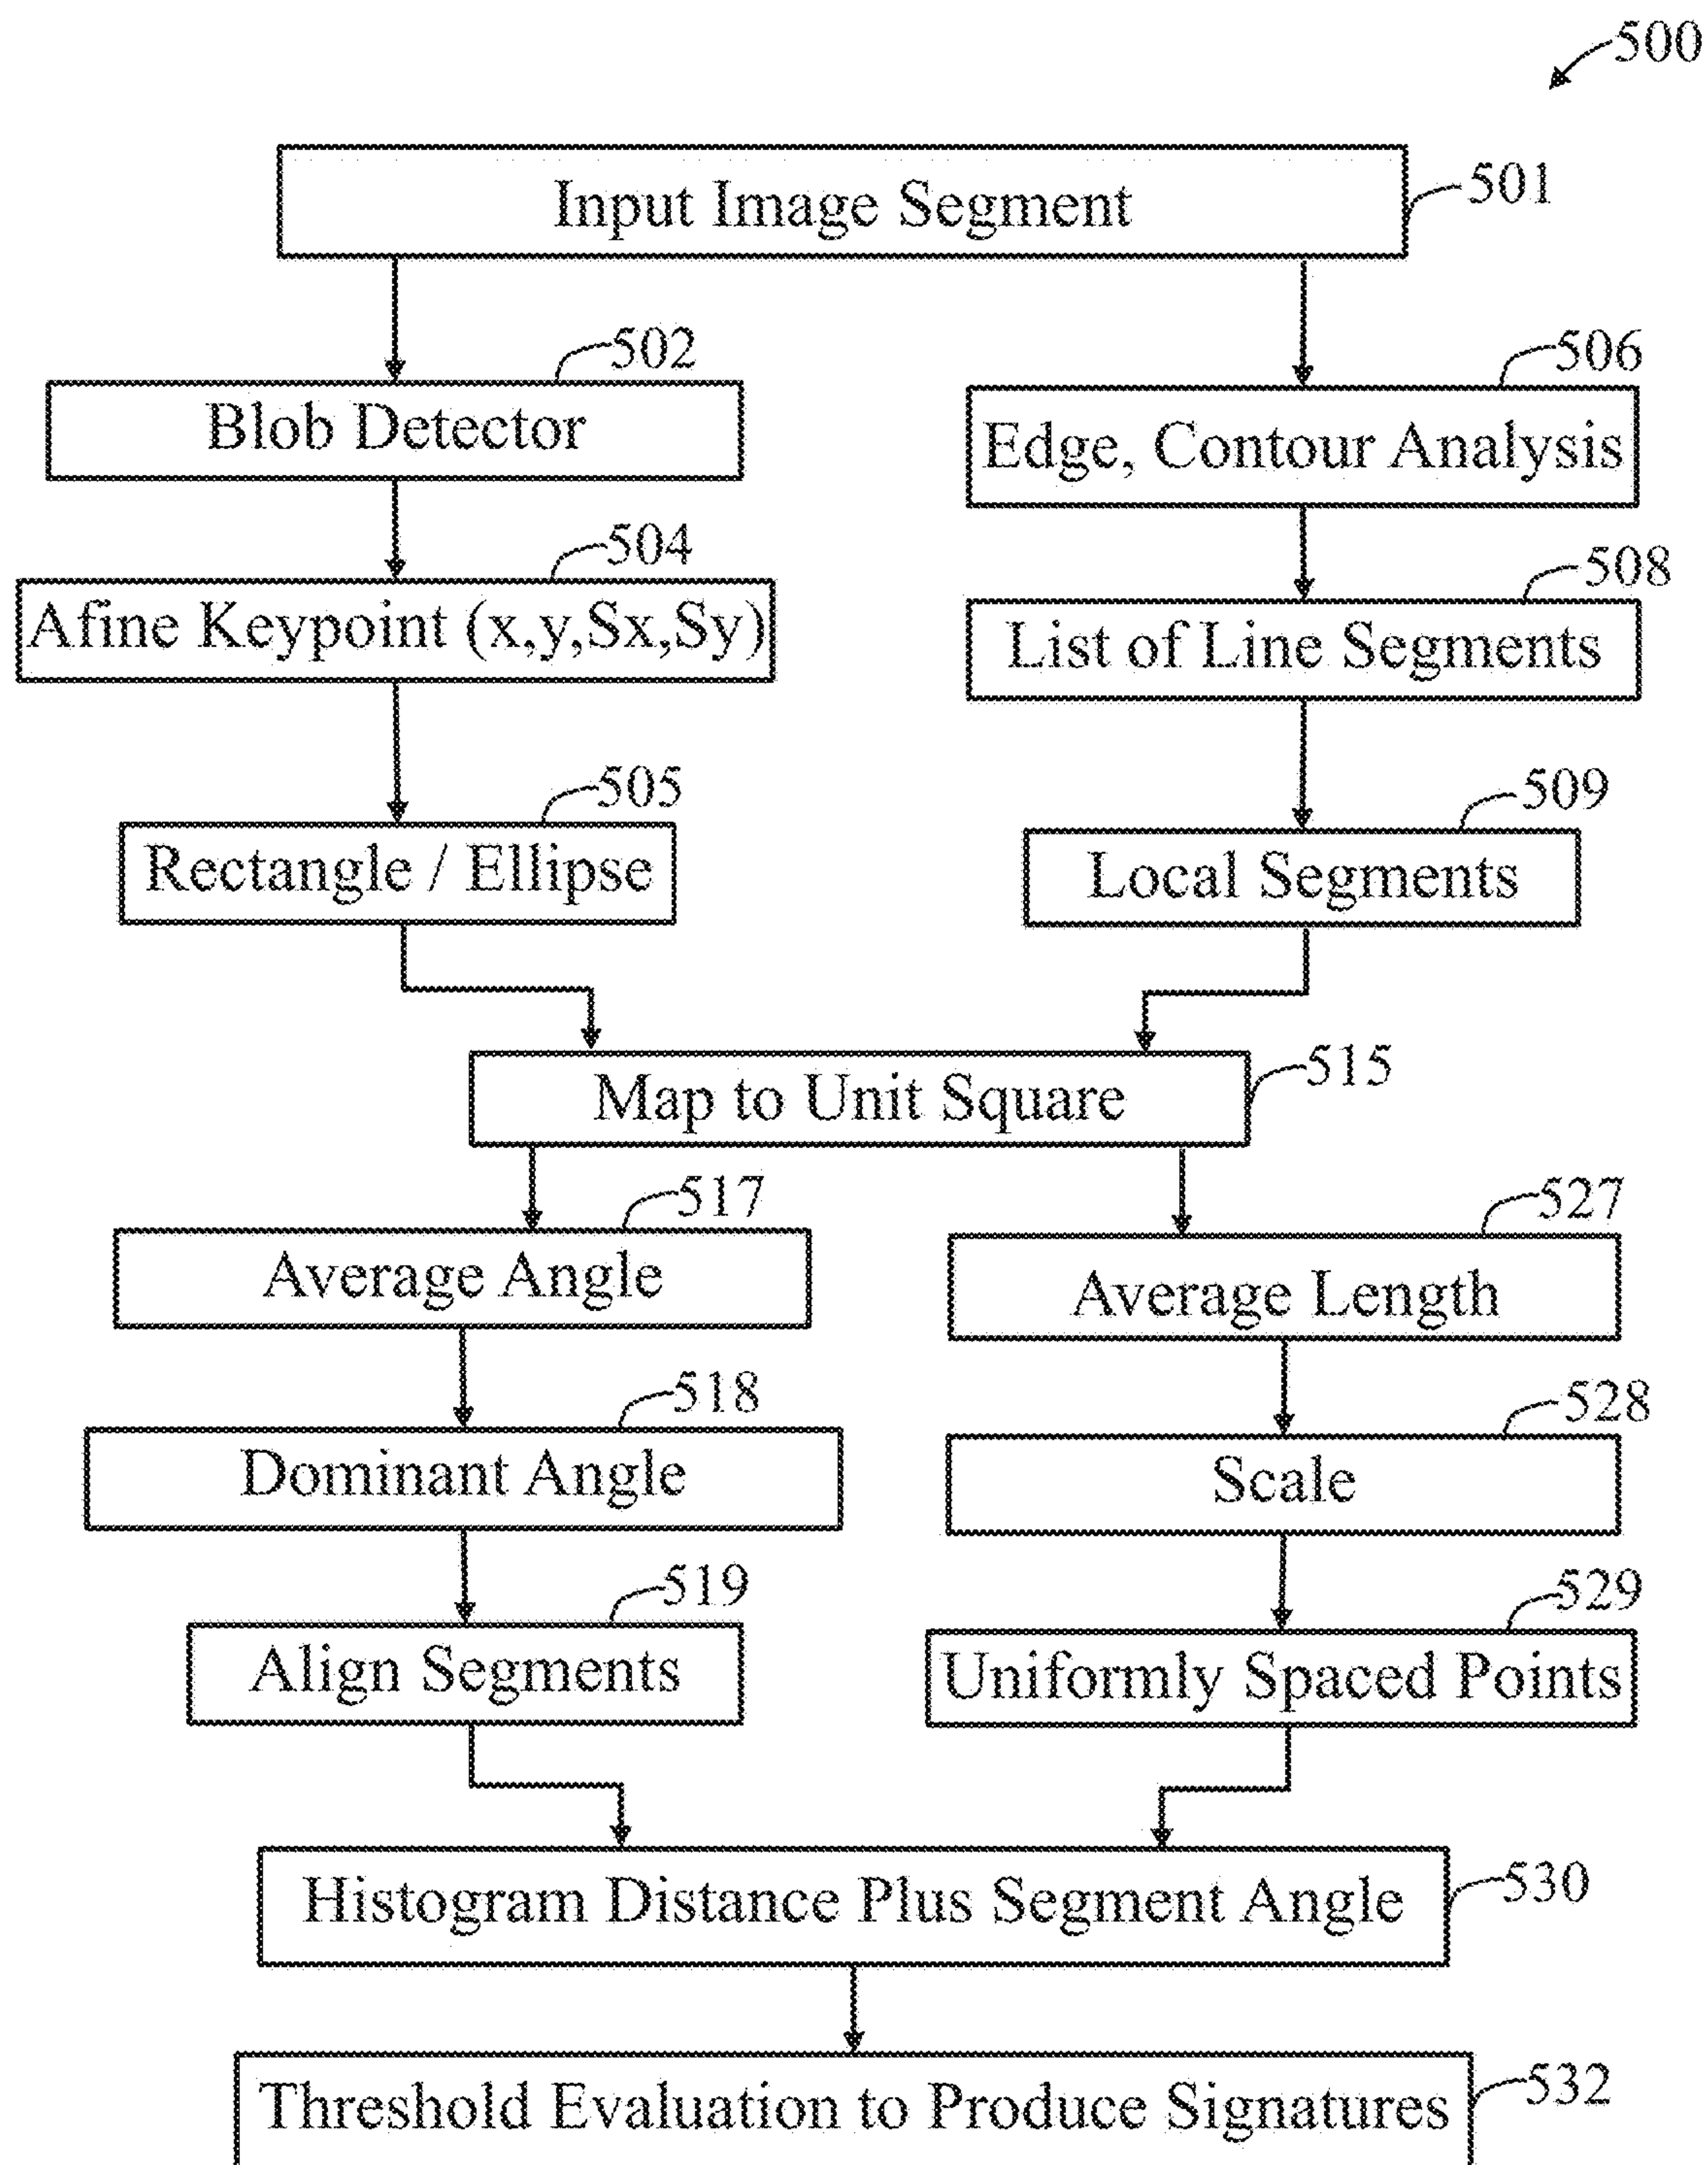 500
Input Image Segment
501
502
Blob Detector
506
Edge, Contour Analysis
504
Afine Keypoint (x,y,Sx,Sy)
508
List of Line Segments
505
Rectangle / Ellipse
509
Local Segments
Map to Unit Square
515
517
Average Angle
527
Average Length
518
Dominant Angle
528
Scale
519
Align Segments
529
Uniformly Spaced Points
Histogram Distance Plus Segment Angle
530
Threshold Evaluation to Produce Signatures
532